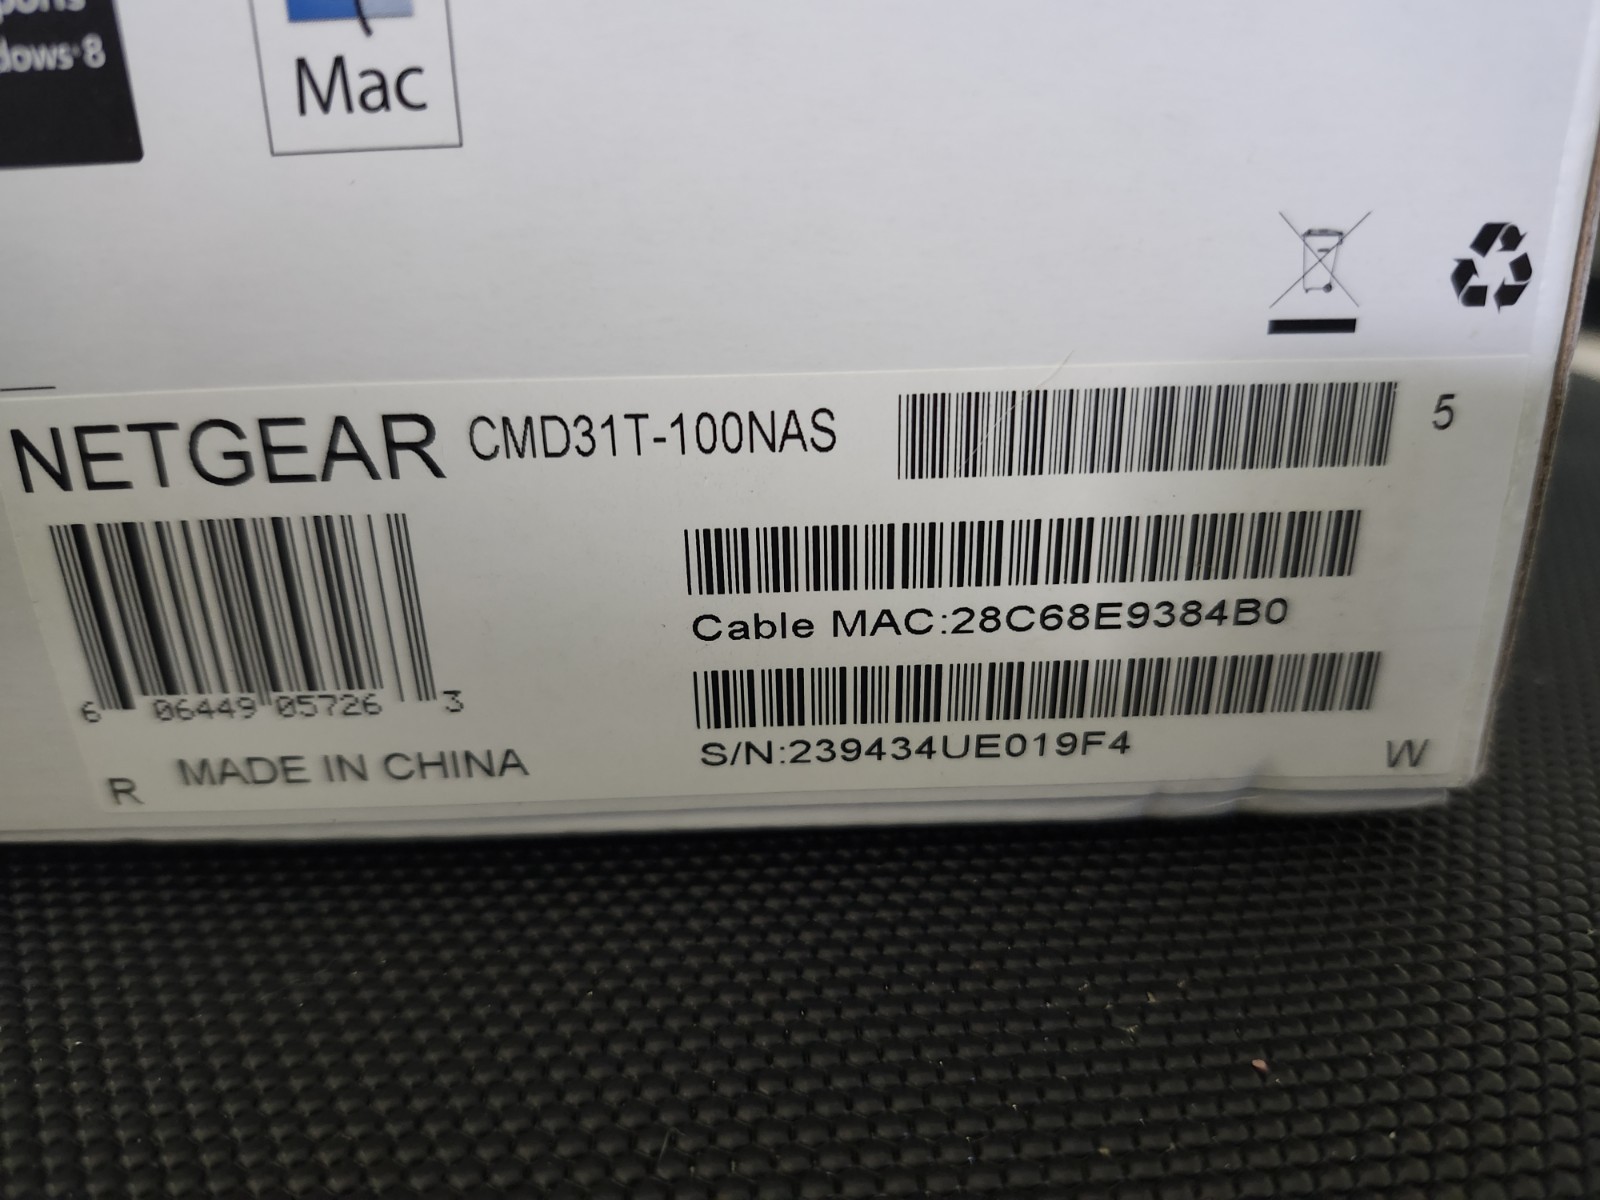 dows 8
Mac
NETGEAR CMD31T-100NAS
5
Cable MAC:28C68E9384B0
6 06449 05726 3
S/N:239434UE019F4
R MADE IN CHINA
W